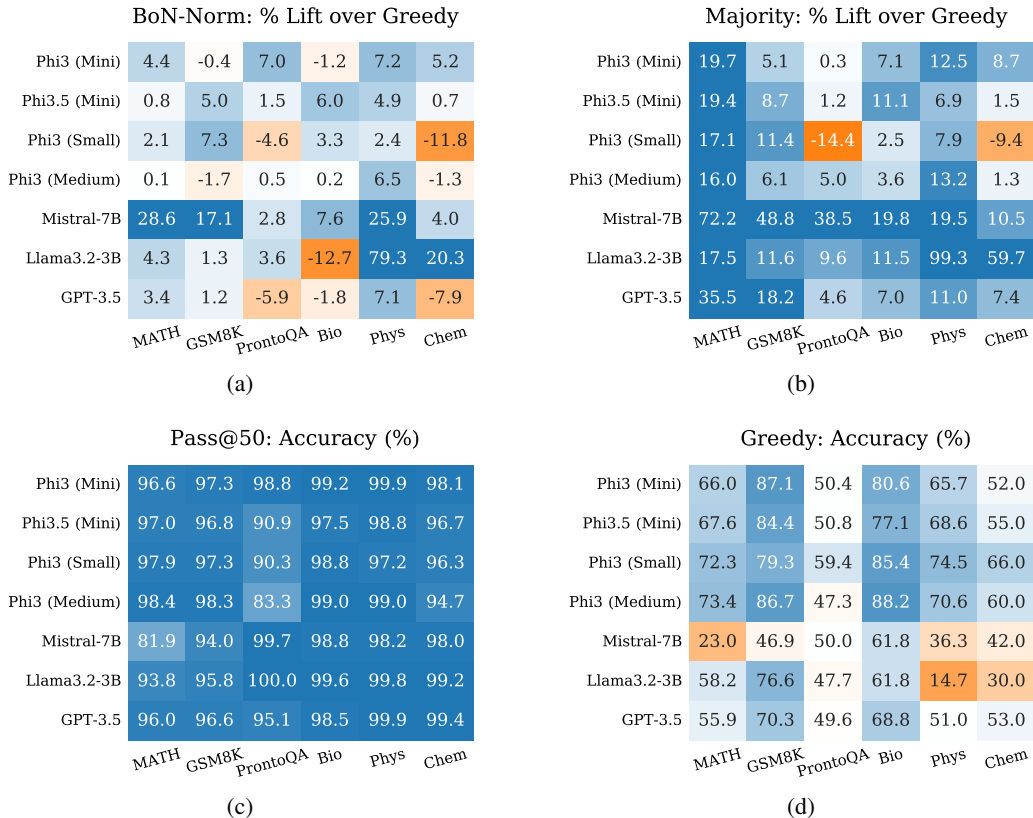 BoN-Norm: % Lift over Greedy
Phi3 (Mini) 4.4 -0.4 7.0 -1.2 7.2 5.2
Phi3.5 (Mini) 0.8 5.0 1.5 6.0 4.9 0.7
Phi3 (Small) 2.1 7.3 -4.6 3.3 2.4 -11.8
Phi3 (Medium) 0.1 -1.7 0.5 0.2 6.5 -1.3
Mistral-7B 28.6 17.1 2.8 7.6 25.9 4.0
Llama3.2-3B 4.3 1.3 3.6 -12.7 79.3 20.3
GPT-3.5 3.4 1.2 -5.9 -1.8 7.1 -7.9
MATH GSM8K ProntoQA Bio Phys Chem
(a)
Majority: % Lift over Greedy
Phi3 (Mini) 19.7 5.1 0.3 7.1 12.5 8.7
Phi3.5 (Mini) 19.4 8.7 1.2 11.1 6.9 1.5
Phi3 (Small) 17.1 11.4 -14.4 2.5 7.9 -9.4
Phi3 (Medium) 16.0 6.1 5.0 3.6 13.2 1.3
Mistral-7B 72.2 48.8 38.5 19.8 19.5 10.5
Llama3.2-3B 17.5 11.6 9.6 11.5 99.3 59.7
GPT-3.5 35.5 18.2 4.6 7.0 11.0 7.4
MATH GSM8K ProntoQA Bio Phys Chem
(b)
Pass@50: Accuracy (%)
Phi3 (Mini) 96.6 97.3 98.8 99.2 99.9 98.1
Phi3.5 (Mini) 97.0 96.8 90.9 97.5 98.8 96.7
Phi3 (Small) 97.9 97.3 90.3 98.8 97.2 96.3
Phi3 (Medium) 98.4 98.3 83.3 99.0 99.0 94.7
Mistral-7B 81.9 94.0 99.7 98.8 98.2 98.0
Llama3.2-3B 93.8 95.8 100.0 99.6 99.8 99.2
GPT-3.5 96.0 96.6 95.1 98.5 99.9 99.4
MATH GSM8K ProntoQA Bio Phys Chem
(c)
Greedy: Accuracy (%)
Phi3 (Mini) 66.0 87.1 50.4 80.6 65.7 52.0
Phi3.5 (Mini) 67.6 84.4 50.8 77.1 68.6 55.0
Phi3 (Small) 72.3 79.3 59.4 85.4 74.5 66.0
Phi3 (Medium) 73.4 86.7 47.3 88.2 70.6 60.0
Mistral-7B 23.0 46.9 50.0 61.8 36.3 42.0
Llama3.2-3B 58.2 76.6 47.7 61.8 14.7 30.0
GPT-3.5 55.9 70.3 49.6 68.8 51.0 53.0
MATH GSM8K ProntoQA Bio Phys Chem
(d)